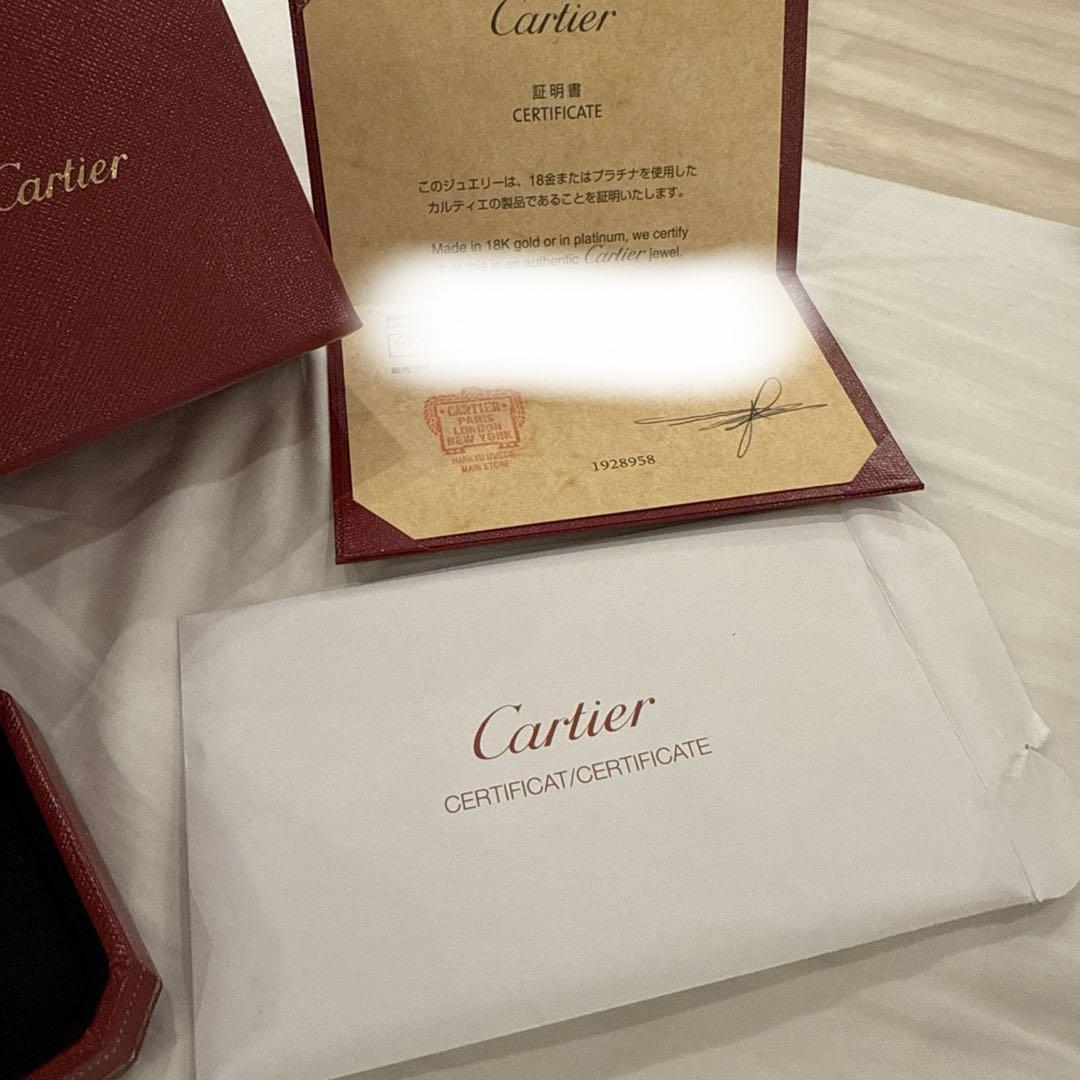 Cartier
Cartier
証明書
CERTIFICATE
このジュエリーは、18金またはプラチナを使用した
カルティエの製品であることを証明いたします。
Made in 18K gold or in platinum, we certify
that this is an authentic Cartier jewel.
CARTIER
PARIS
LONDON
NEW YORK
HANKYU UMEDA
MAIN STORE
1928958
Cartier
CERTIFICAT/CERTIFICATE